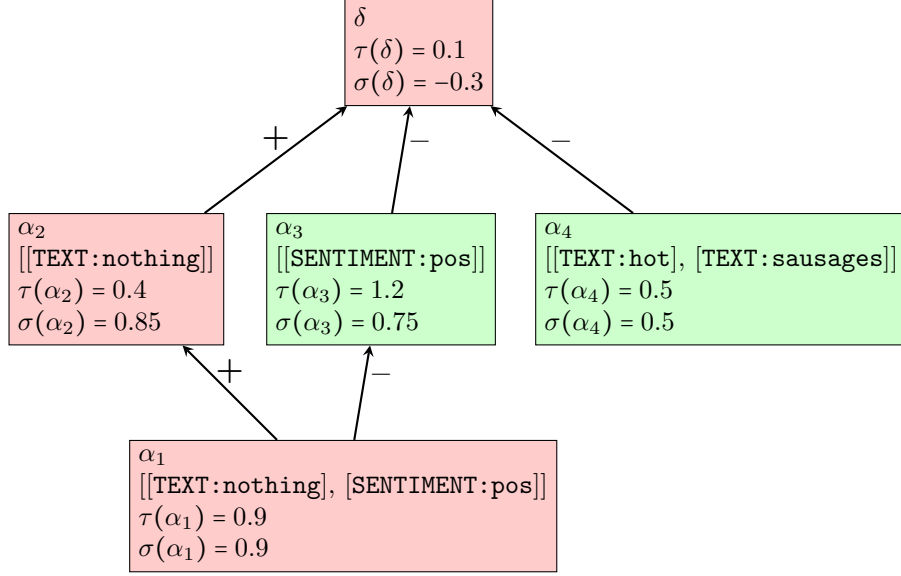 δ
τ(δ) = 0.1
σ(δ) = −0.3
+
−
−
α₂
[[TEXT:nothing]]
τ(α₂) = 0.4
σ(α₂) = 0.85
α₃
[[SENTIMENT:pos]]
τ(α₃) = 1.2
σ(α₃) = 0.75
α₄
[[TEXT:hot], [TEXT:sausages]]
τ(α₄) = 0.5
σ(α₄) = 0.5
+
−
α₁
[[TEXT:nothing], [SENTIMENT:pos]]
τ(α₁) = 0.9
σ(α₁) = 0.9